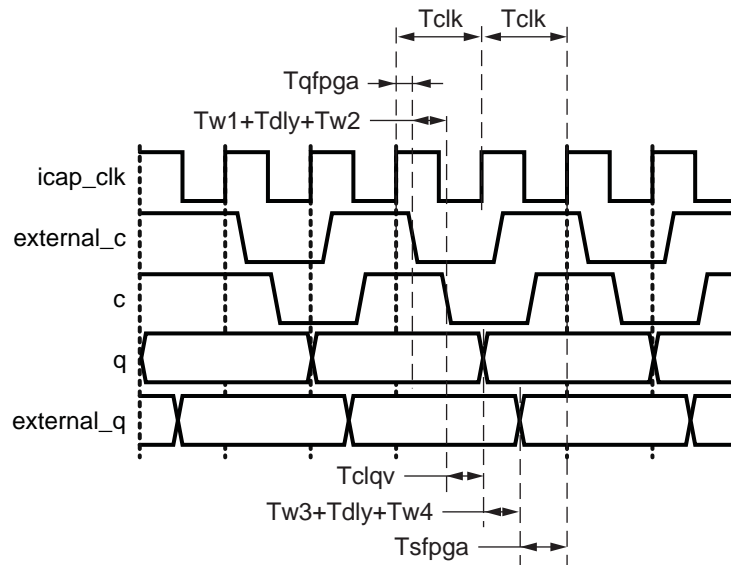 Tclk Tclk
Tqfpga
Tw1+Tdly+Tw2
icap_clk
external_c
c
q
external_q
Tclqv
Tw3+Tdly+Tw4
Tsfpga